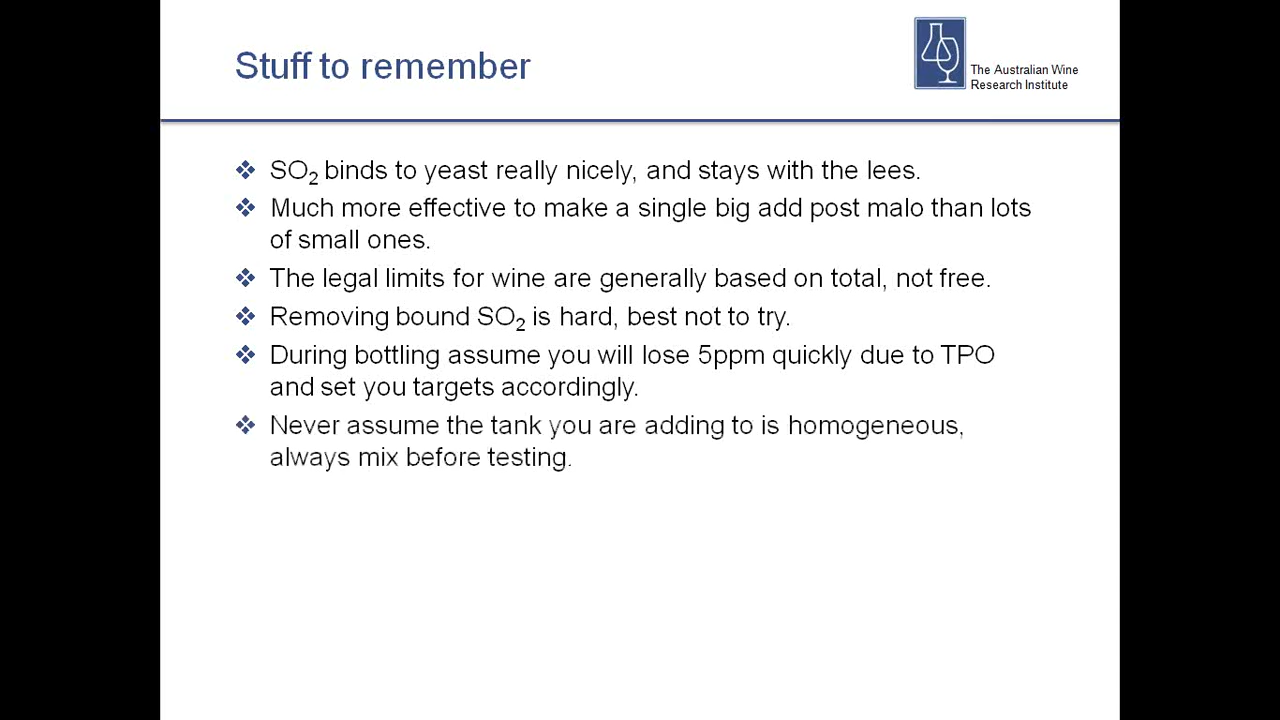 Stuff to remember
The Australian Wine
Research Institute
SO₂ binds to yeast really nicely, and stays with the lees.
Much more effective to make a single big add post malo than lots
of small ones.
The legal limits for wine are generally based on total, not free.
Removing bound SO₂ is hard, best not to try.
During bottling assume you will lose 5ppm quickly due to TPO
and set you targets accordingly.
Never assume the tank you are adding to is homogeneous,
always mix before testing.